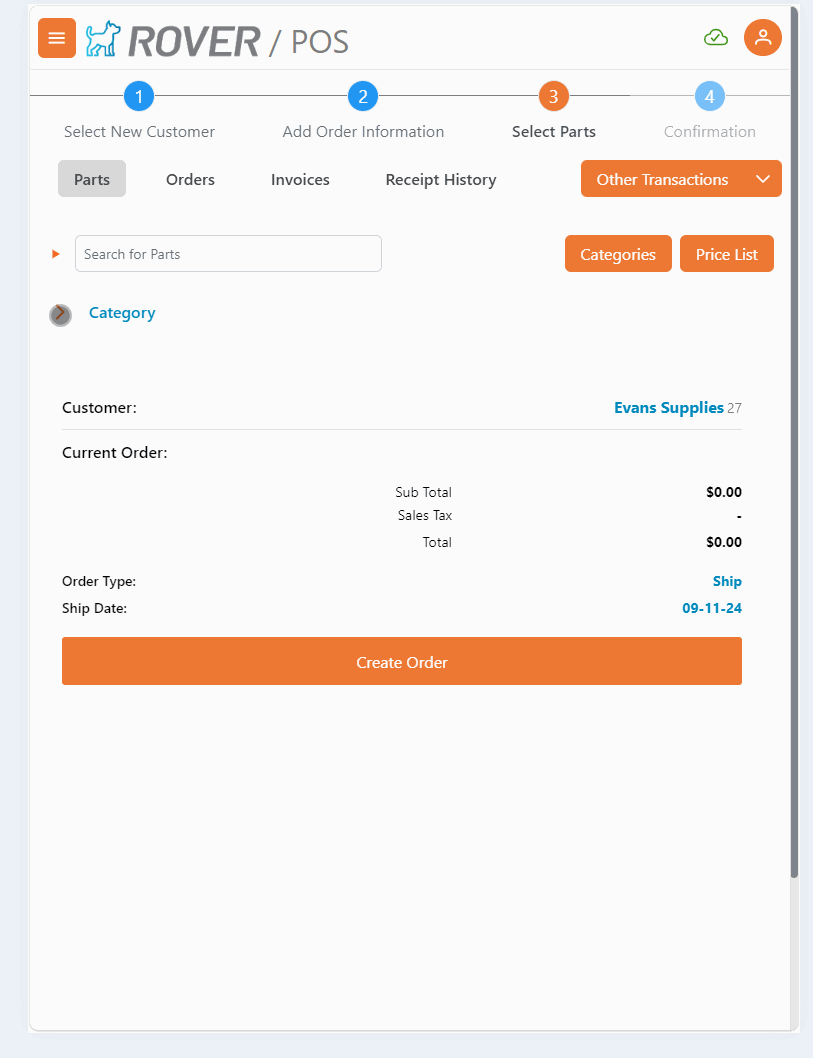 ROVER / POS
1 2 3 4
Select New Customer Add Order Information Select Parts Confirmation
Parts Orders Invoices Receipt History Other Transactions
Search for Parts Categories Price List
Category
Customer: Evans Supplies 27
Current Order:
Sub Total $0.00
Sales Tax -
Total $0.00
Order Type: Ship
Ship Date: 09-11-24
Create Order